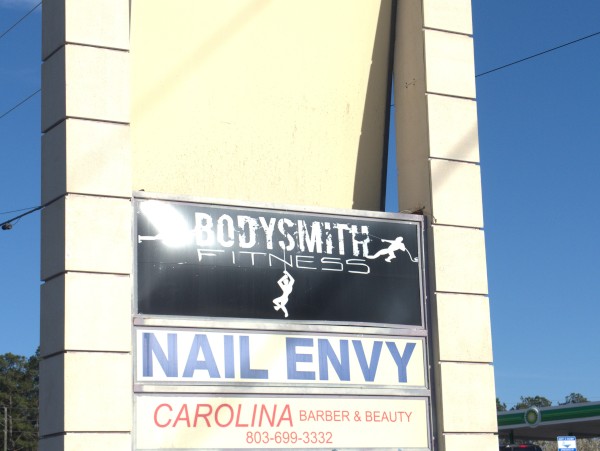 BODYSMITH
FITNESS
NAIL ENVY
CAROLINA BARBER & BEAUTY
803-699-3332